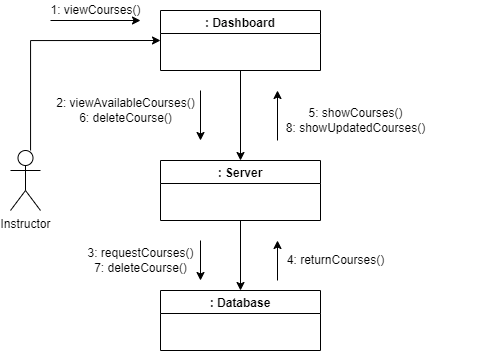 1: viewCourses()
: Dashboard
2: viewAvailableCourses()
6: deleteCourse()
5: showCourses()
8: showUpdatedCourses()
: Server
Instructor
3: requestCourses()
7: deleteCourse()
4: returnCourses()
: Database